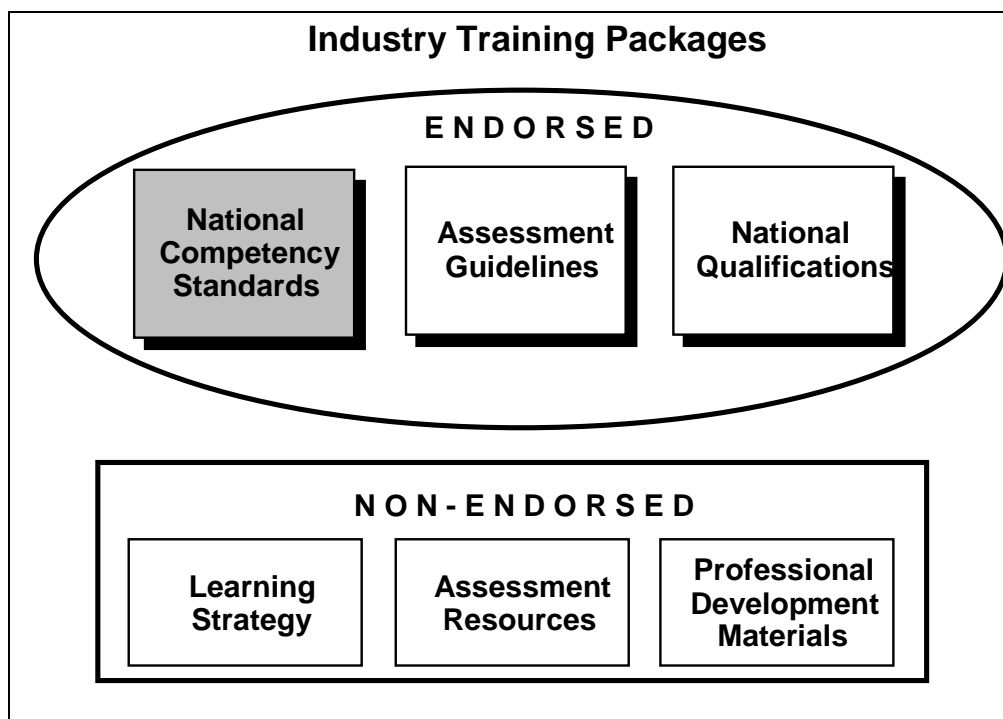 Industry Training Packages
E N D O R S E D
National
Competency
Standards
Assessment
Guidelines
National
Qualifications
N O N - E N D O R S E D
Learning
Strategy
Assessment
Resources
Professional
Development
Materials